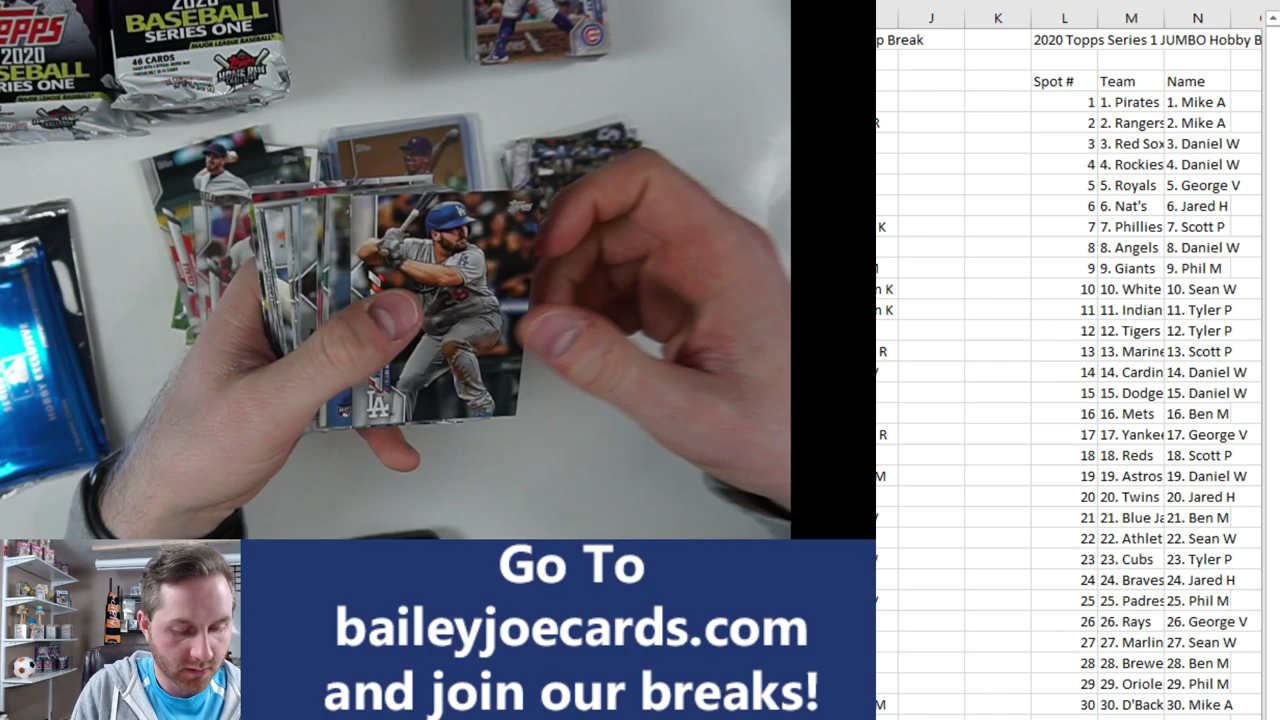 TOPPS
2020
SERIES ONE
2020
BASEBALL
SERIES ONE
MAJOR LEAGUE BASEBALL
46 CARDS
HOME RUN
Topps
LA
HOBBY EXCLUSIVE
Go To
baileyjoecards.com
and join our breaks!
J K L M N
p Break 2020 Topps Series 1 JUMBO Hobby B
Spot # Team Name
1 1. Pirates 1. Mike A
R 2 2. Rangers 2. Mike A
3 3. Red Sox 3. Daniel W
4 4. Rockies 4. Daniel W
5 5. Royals 5. George V
6 6. Nat's 6. Jared H
K 7 7. Phillies 7. Scott P
8 8. Angels 8. Daniel W
M 9 9. Giants 9. Phil M
n K 10 10. White 10. Sean W
n K 11 11. Indian 11. Tyler P
12 12. Tigers 12. Tyler P
R 13 13. Marine 13. Scott P
14 14. Cardin 14. Daniel W
15 15. Dodge 15. Daniel W
16 16. Mets 16. Ben M
R 17 17. Yankee 17. George V
18 18. Reds 18. Scott P
M 19 19. Astros 19. Daniel W
20 20. Twins 20. Jared H
21 21. Blue Ja 21. Ben M
22 22. Athlet 22. Sean W
23 23. Cubs 23. Tyler P
24 24. Braves 24. Jared H
25 25. Padres 25. Phil M
26 26. Rays 26. George V
27 27. Marlin 27. Sean W
28 28. Brewe 28. Ben M
29 29. Oriole 29. Phil M
M 30 30. D'Back 30. Mike A